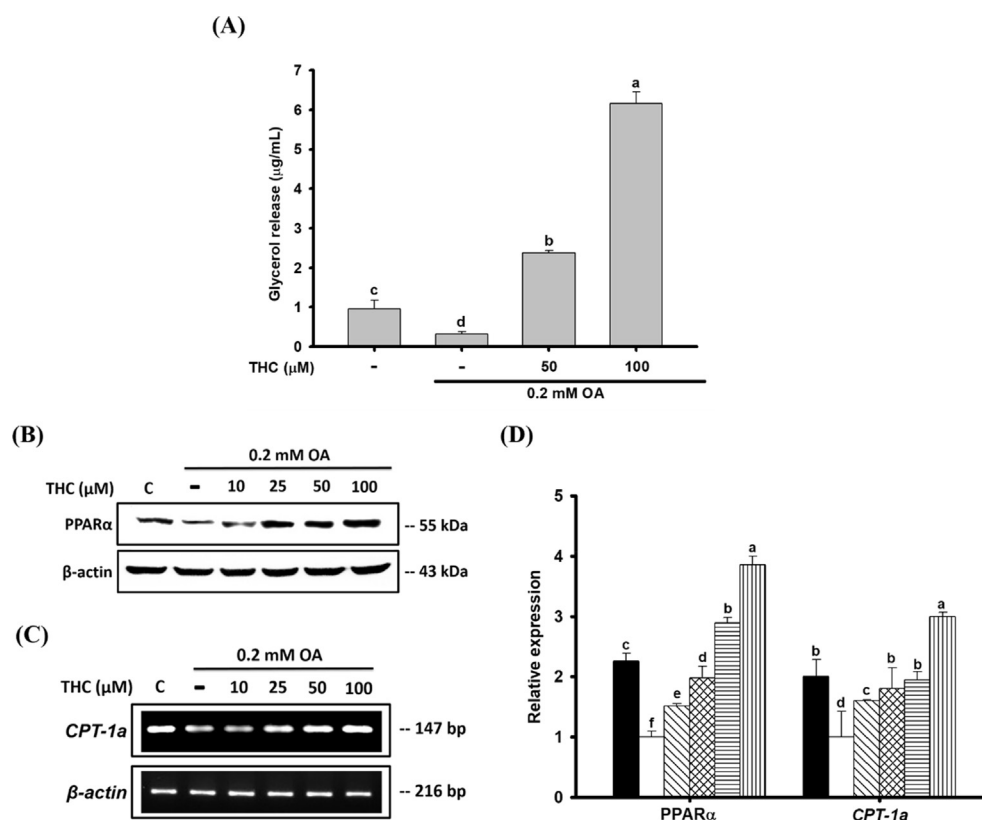 (A)
7
6
5
4
3
2
1
0
Glycerol release (µg/mL)
c
d
b
a
THC (µM) - - 50 100
0.2 mM OA
(B)
0.2 mM OA
THC (µM) C - 10 25 50 100
PPARα -- 55 kDa
β-actin -- 43 kDa
(C)
0.2 mM OA
THC (µM) C - 10 25 50 100
CPT-1a -- 147 bp
β-actin -- 216 bp
(D)
5
4
3
2
1
0
Relative expression
c f e d b a
b d c b b a
PPARα CPT-1a